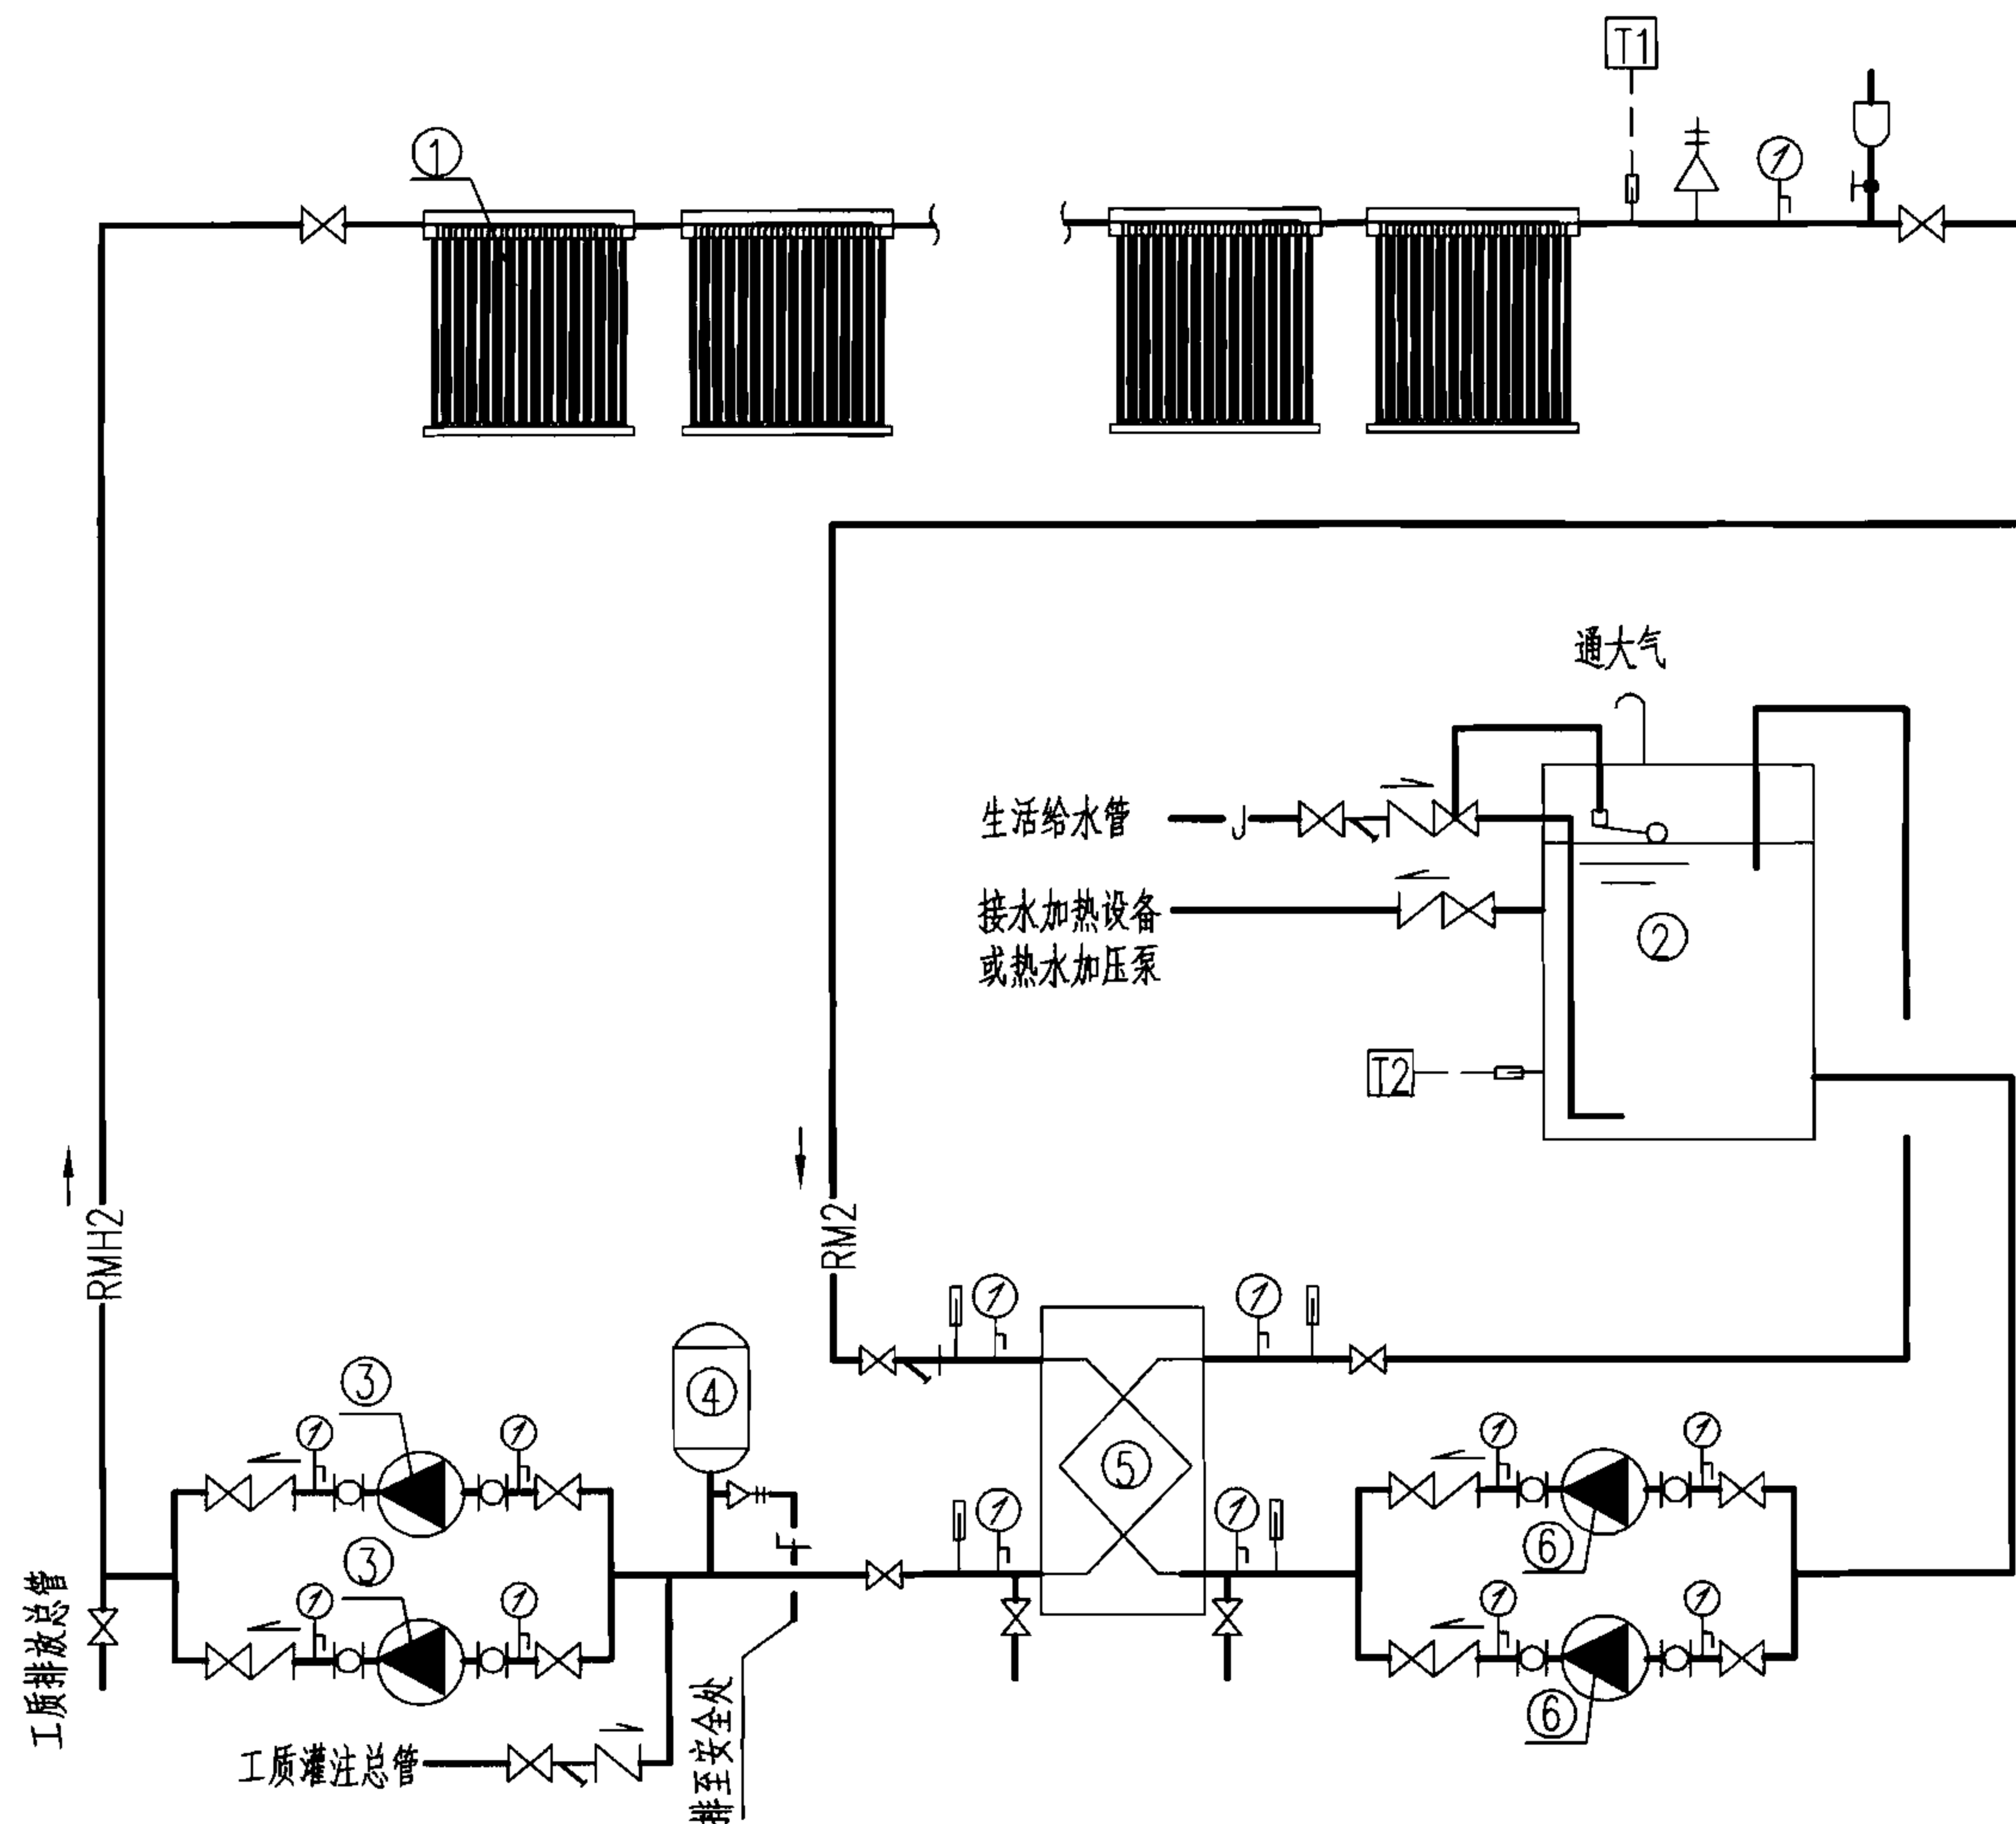 T1
①
通大气
生活给水管
J
接水加热设备
或热水加压泵
②
T2
RMH2
RM2
③
④
⑤
⑥
③
⑥
工质排液总管
工质灌注总管
排至安全处